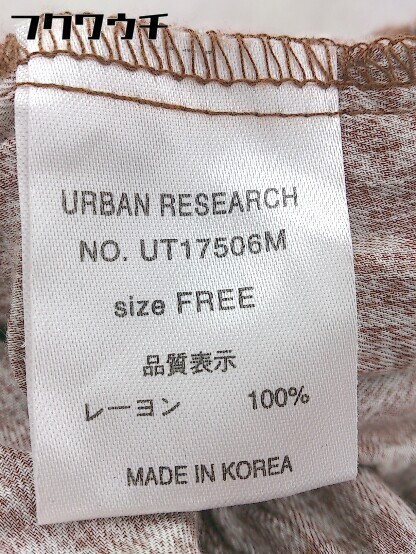 フクウウチ
URBAN RESEARCH
NO. UT17506M
size FREE
品質表示
レーヨン 100%
MADE IN KOREA